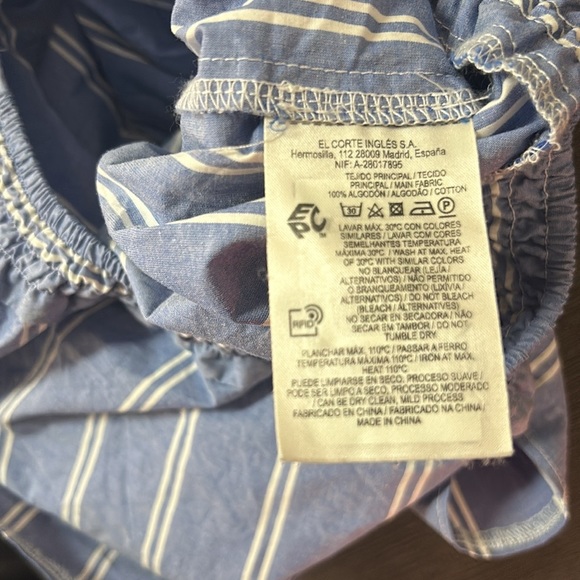 EL CORTE INGLÉS S.A.
Hermosilla, 112 28009 Madrid, España
NIF: A-28017895
TEJIDO PRINCIPAL / TECIDO
PRINCIPAL / MAIN FABRIC
100% ALGODÓN / ALGODÃO / COTTON
EPC
30
P
LAVAR MÁX. 30ºC CON COLORES
SIMILARES / LAVAR COM CORES
SEMELHANTES TEMPERATURA
MÁXIMA 30ºC / WASH AT MAX. HEAT
OF 30ºC WITH SIMILAR COLORS
NO BLANQUEAR (LEJÍA /
ALTERNATIVOS) / NÃO PERMITIDO
O BRANQUEAMENTO (LIXÍVIA /
ALTERNATIVOS) / DO NOT BLEACH
(BLEACH / ALTERNATIVES)
NO SECAR EN SECADORA / NÃO
SECAR EM TAMBOR / DO NOT
TUMBLE DRY
RFID
PLANCHAR MÁX. 110ºC / PASSAR A FERRO
TEMPERATURA MÁXIMA 110ºC / IRON AT MAX.
HEAT 110ºC
PUEDE LIMPIARSE EN SECO, PROCESO SUAVE /
PODE SER LIMPO A SECO, PROCESSO MODERADO
/ CAN BE DRY CLEAN, MILD PROCESS
FABRICADO EN CHINA / FABRICADO NA CHINA /
MADE IN CHINA